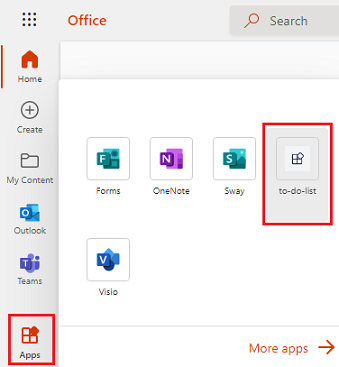 Office
Search
Home
Create
My Content
Outlook
Teams
Apps
Forms
OneNote
Sway
to-do-list
Visio
More apps